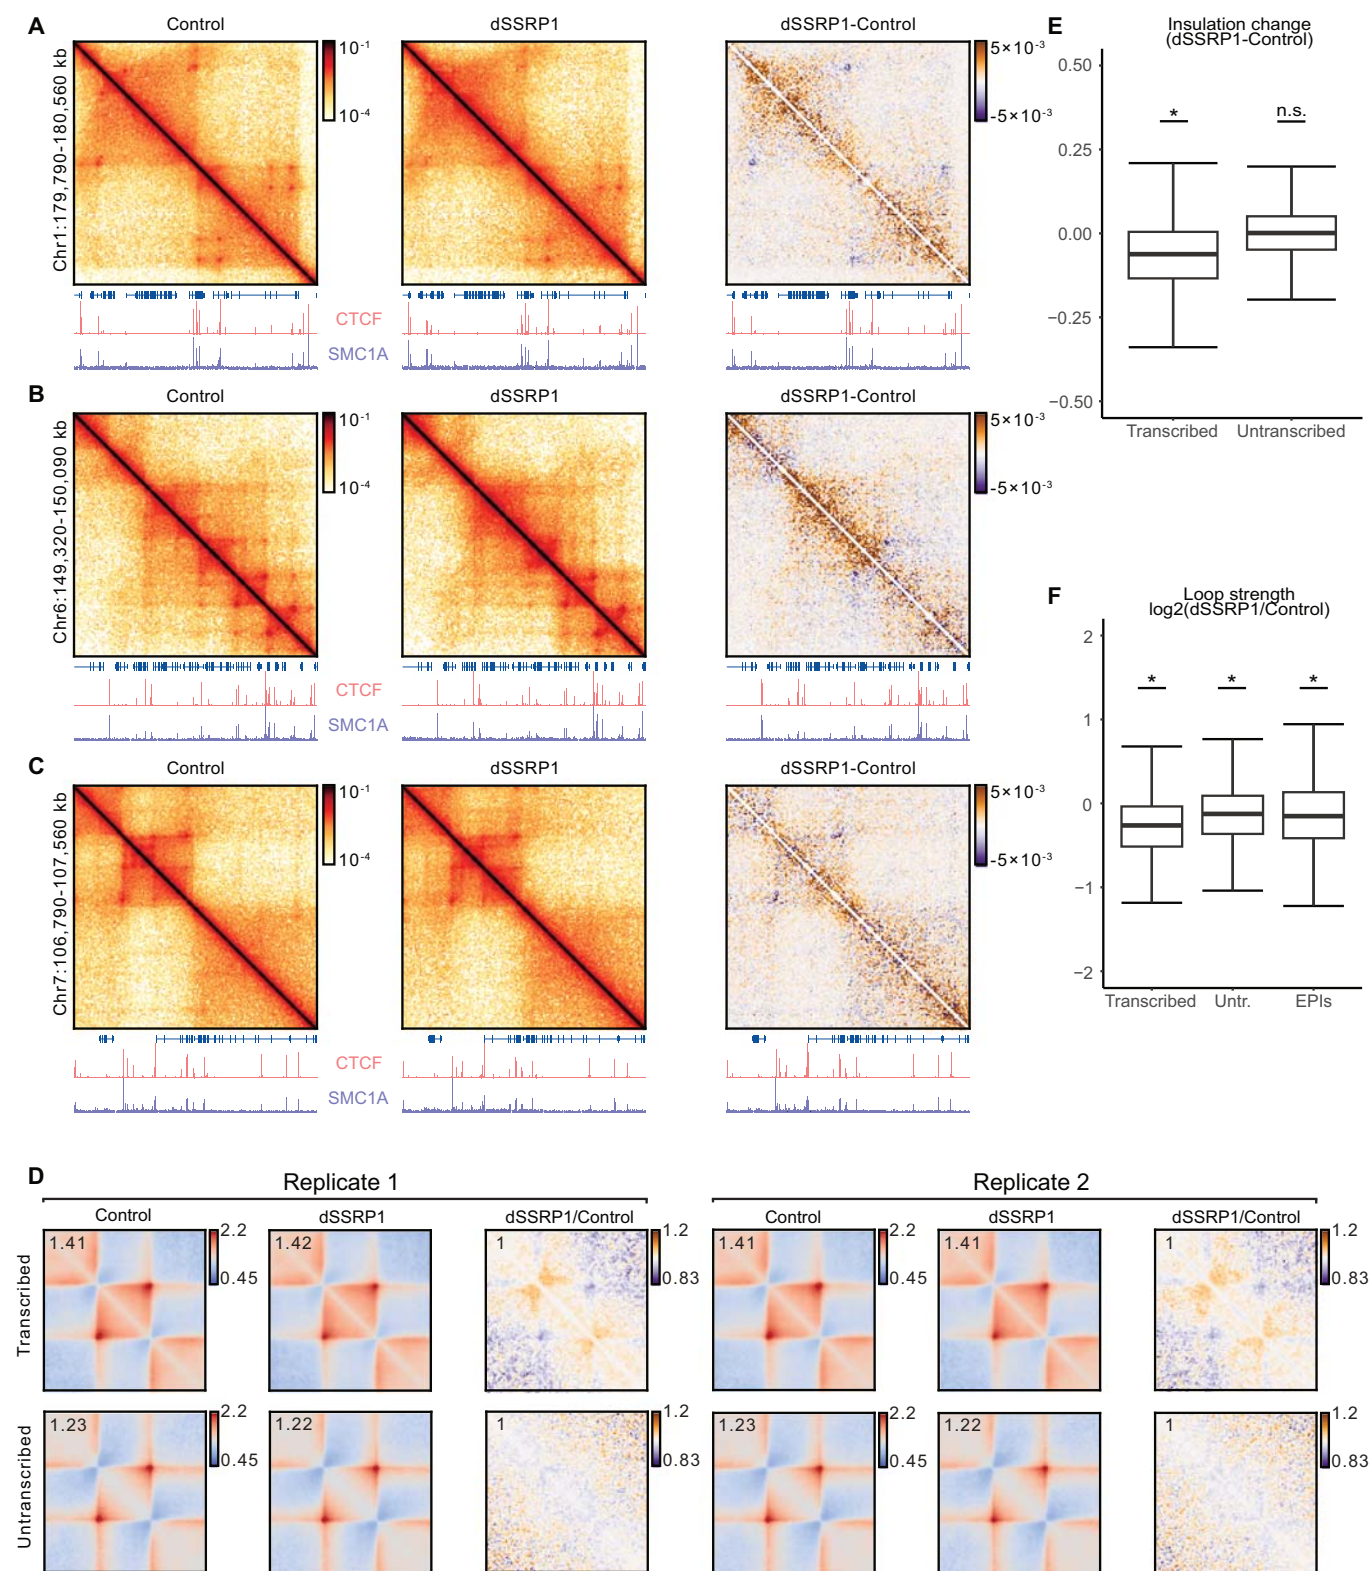 A
Control
dSSRP1
dSSRP1-Control
Chr1:179,790-180,560 kb
10-1
10-4
5×10-3
-5×10-3
CTCF
SMC1A
B
Control
dSSRP1
dSSRP1-Control
Chr6:149,320-150,090 kb
10-1
10-4
5×10-3
-5×10-3
CTCF
SMC1A
C
Control
dSSRP1
dSSRP1-Control
Chr7:106,790-107,560 kb
10-1
10-4
5×10-3
-5×10-3
CTCF
SMC1A
D
Replicate 1
Replicate 2
Control
dSSRP1
dSSRP1/Control
Control
dSSRP1
dSSRP1/Control
Transcribed
1.41
2.2
0.45
1.42
1
1.2
0.83
1.41
2.2
0.45
1.41
1
1.2
0.83
Untranscribed
1.23
2.2
0.45
1.22
1
1.2
0.83
1.23
2.2
0.45
1.22
1
1.2
0.83
E
Insulation change
(dSSRP1-Control)
0.50
0.25
0.00
−0.25
−0.50
*
n.s.
Transcribed
Untranscribed
F
Loop strength
log2(dSSRP1/Control)
2
1
0
−1
−2
*
*
*
Transcribed
Untr.
EPIs